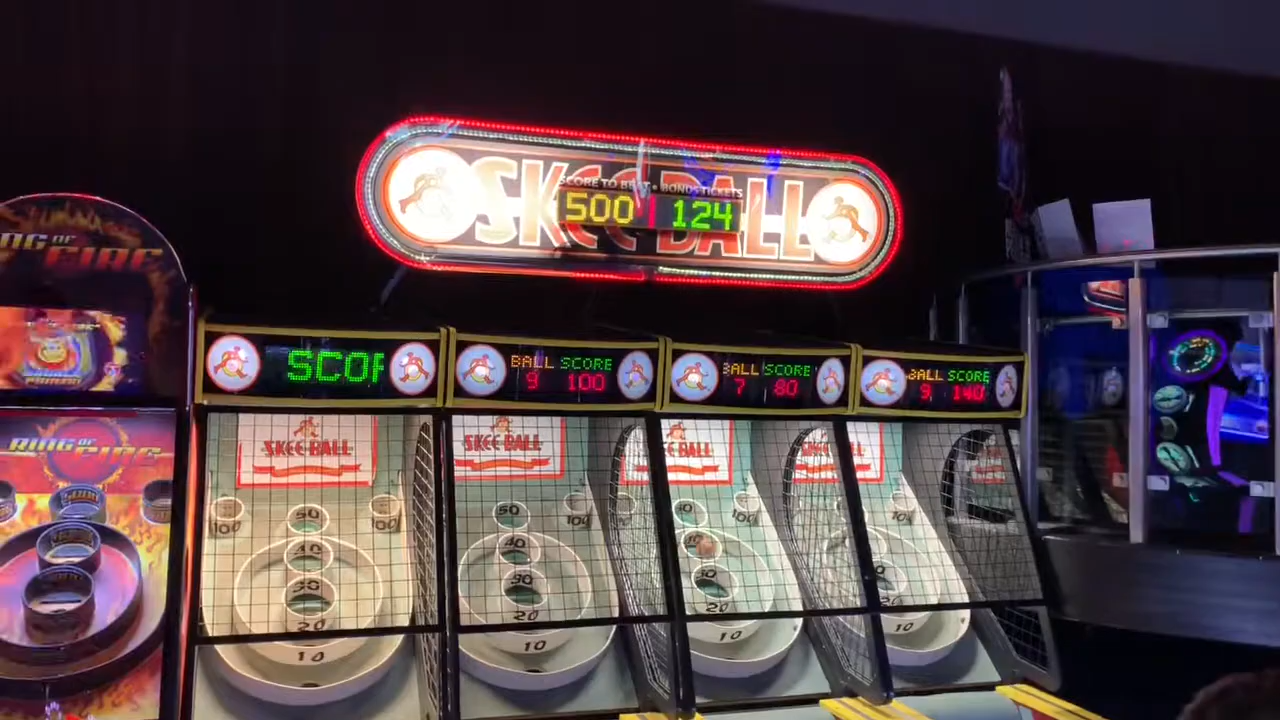 SKEE BALL
SCORE TO BEAT • BONUS TICKETS
500 124
RING OF FIRE
SCOR
BALL SCORE
9 100
BALL SCORE
7 80
BALL SCORE
9 140
RING OF FIRE
SKEE BALL
SKEE BALL
SKEE BALL
100 50 100
40
30
20
10
50 100
40
30
20
10
40 100
30
20
10
100
10